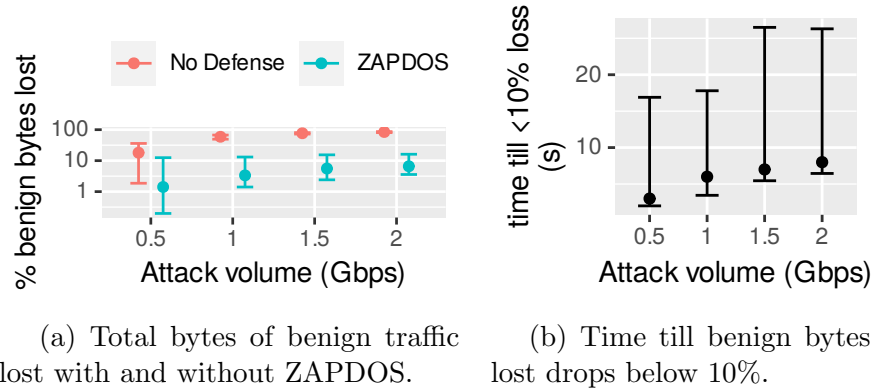 No Defense
ZAPDOS
% benign bytes lost
100
10
1
0.5
1
1.5
2
Attack volume (Gbps)
time till <10% loss
(s)
20
10
0.5
1
1.5
2
Attack volume (Gbps)
(a) Total bytes of benign traffic
lost with and without ZAPDOS.
(b) Time till benign bytes
lost drops below 10%.